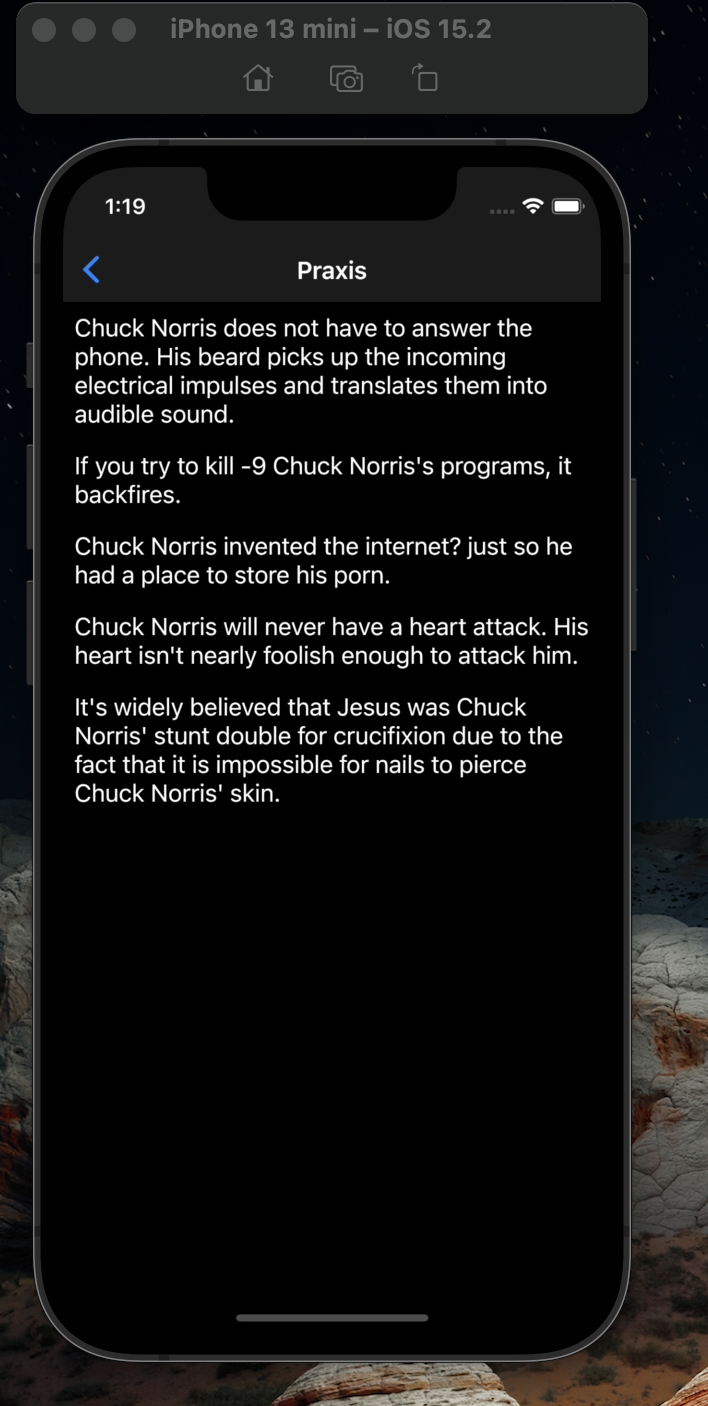 iPhone 13 mini – iOS 15.2
1:19
Praxis
Chuck Norris does not have to answer the
phone. His beard picks up the incoming
electrical impulses and translates them into
audible sound.
If you try to kill -9 Chuck Norris's programs, it
backfires.
Chuck Norris invented the internet? just so he
had a place to store his porn.
Chuck Norris will never have a heart attack. His
heart isn't nearly foolish enough to attack him.
It's widely believed that Jesus was Chuck
Norris' stunt double for crucifixion due to the
fact that it is impossible for nails to pierce
Chuck Norris' skin.